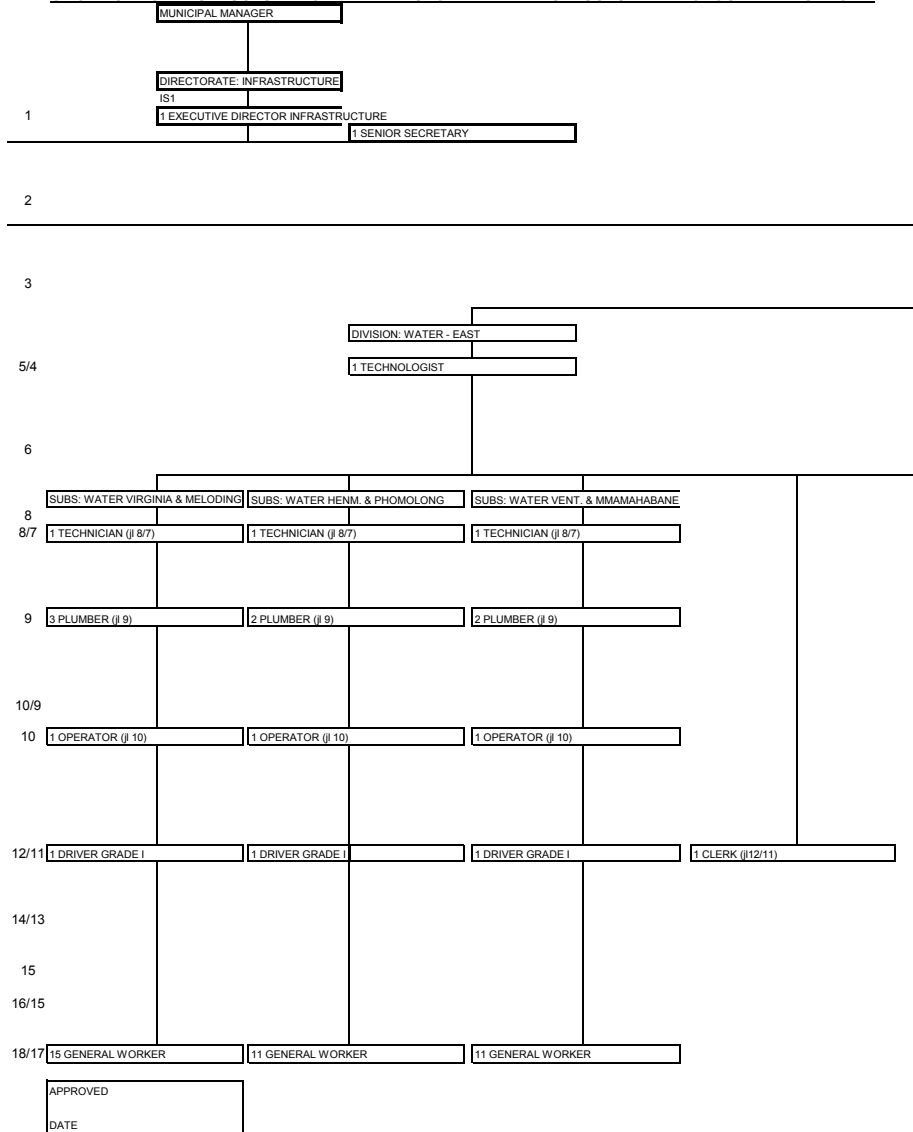 MUNICIPAL MANAGER
DIRECTORATE: INFRASTRUCTURE
IS1
1 1 EXECUTIVE DIRECTOR INFRASTRUCTURE
1 SENIOR SECRETARY
2
3
DIVISION: WATER - EAST
5/4 1 TECHNOLOGIST
6
SUBS: WATER VIRGINIA & MELODING SUBS: WATER HENM. & PHOMOLONG SUBS: WATER VENT. & MMAMAHABANE
8
8/7 1 TECHNICIAN (jl 8/7) 1 TECHNICIAN (jl 8/7) 1 TECHNICIAN (jl 8/7)
9 3 PLUMBER (jl 9) 2 PLUMBER (jl 9) 2 PLUMBER (jl 9)
10/9
10 1 OPERATOR (jl 10) 1 OPERATOR (jl 10) 1 OPERATOR (jl 10)
12/11 1 DRIVER GRADE I 1 DRIVER GRADE I 1 DRIVER GRADE I 1 CLERK (jl12/11)
14/13
15
16/15
18/17 15 GENERAL WORKER 11 GENERAL WORKER 11 GENERAL WORKER
APPROVED
DATE